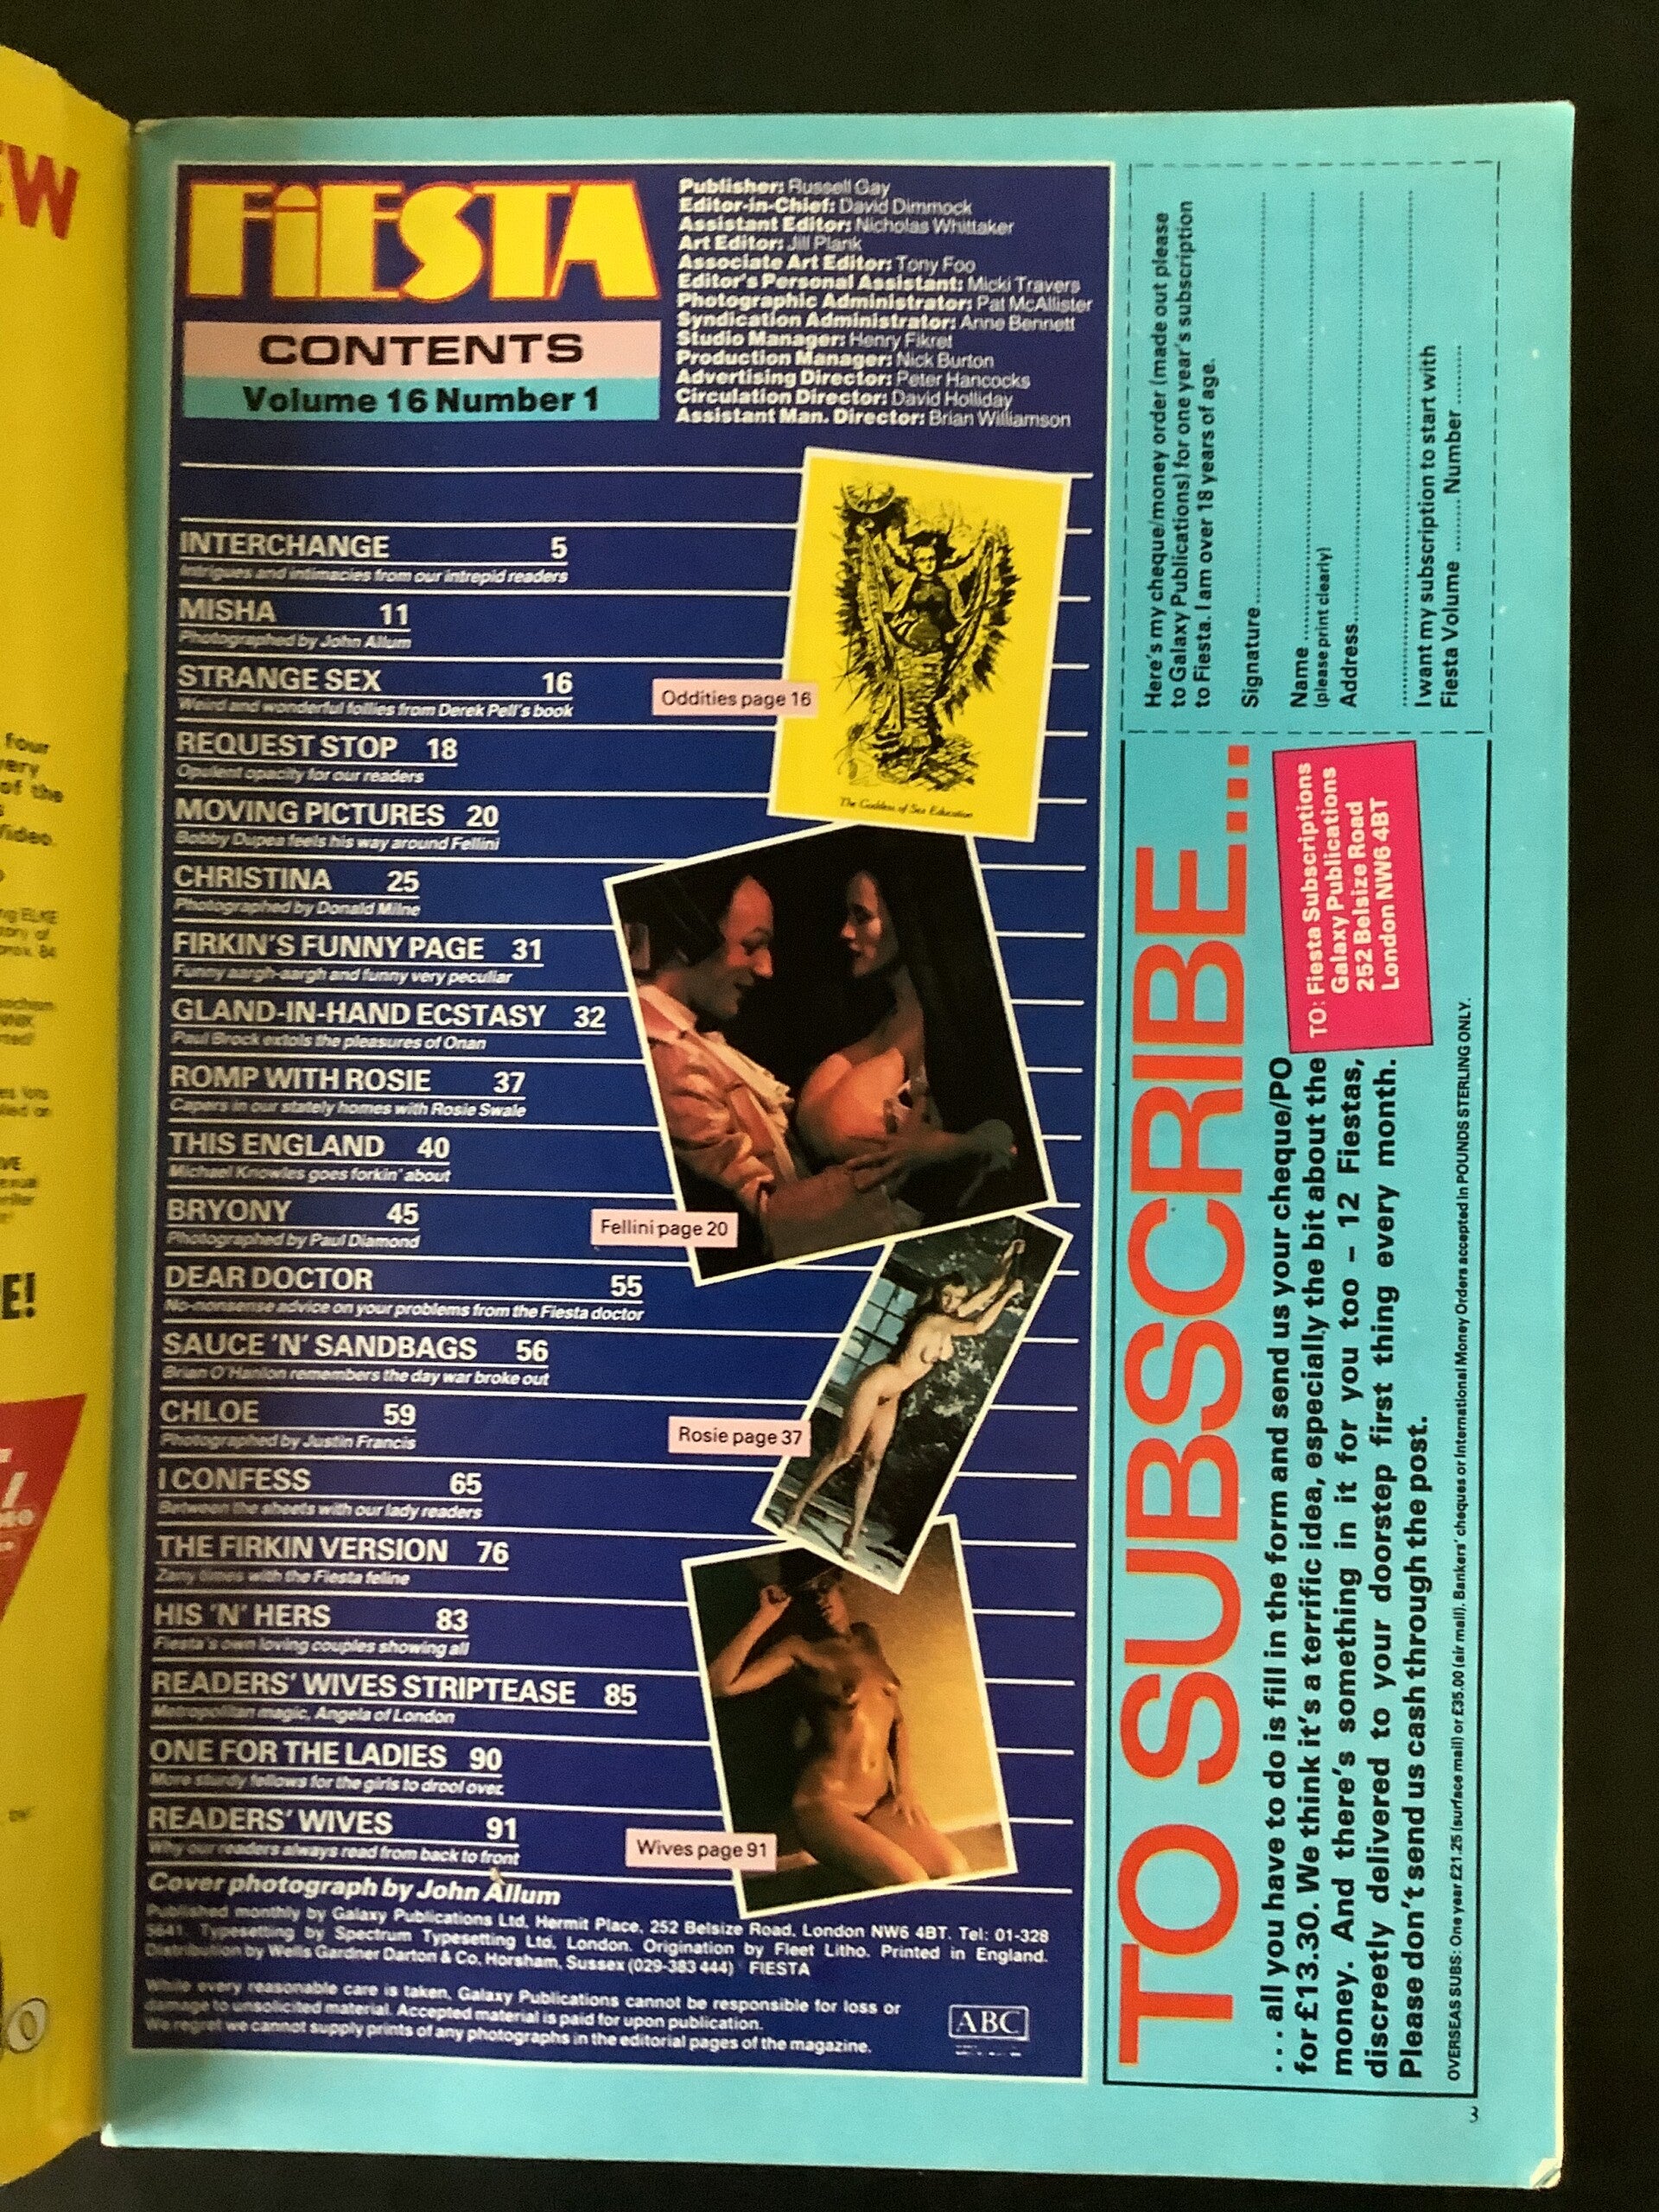 FiESTA
CONTENTS
Volume 16 Number 1
Publisher: Russell Gay
Editor-in-Chief: David Dimmock
Assistant Editor: Nicholas Whittaker
Art Editor: Jill Plank
Associate Art Editor: Tony Foo
Editor's Personal Assistant: Micki Travers
Photographic Administrator: Pat McAllister
Syndication Administrator: Anne Bennett
Studio Manager: Henry Fikret
Production Manager: Nick Burton
Advertising Director: Peter Hancocks
Circulation Director: David Holliday
Assistant Man. Director: Brian Williamson
INTERCHANGE 5
Intrigues and intimacies from our intrepid readers
MISHA 11
Photographed by John Allum
STRANGE SEX 16
Weird and wonderful follies from Derek Pell's book
REQUEST STOP 18
Opulent opacity for our readers
MOVING PICTURES 20
Bobby Dupea feels his way around Fellini
CHRISTINA 25
Photographed by Donald Milne
FIRKIN'S FUNNY PAGE 31
Funny aargh-aargh and funny very peculiar
GLAND-IN-HAND ECSTASY 32
Paul Brock extols the pleasures of Onan
ROMP WITH ROSIE 37
Capers in our stately homes with Rosie Swale
THIS ENGLAND 40
Michael Knowles goes forkin' about
BRYONY 45
Photographed by Paul Diamond
DEAR DOCTOR 55
No-nonsense advice on your problems from the Fiesta doctor
SAUCE 'N' SANDBAGS 56
Brian O'Hanlon remembers the day war broke out
CHLOE 59
Photographed by Justin Francis
I CONFESS 65
Between the sheets with our lady readers
THE FIRKIN VERSION 76
Zany times with the Fiesta feline
HIS 'N' HERS 83
Fiesta's own loving couples showing all
READERS' WIVES STRIPTEASE 85
Metropolitan magic, Angela of London
ONE FOR THE LADIES 90
More sturdy fellows for the girls to drool over.
READERS' WIVES 91
Why our readers always read from back to front
Cover photograph by John Allum
Published monthly by Galaxy Publications Ltd, Hermit Place, 252 Belsize Road, London NW6 4BT. Tel: 01-328
5641. Typesetting by Spectrum Typesetting Ltd, London. Origination by Fleet Litho. Printed in England.
Distribution by Wells Gardner Darton & Co, Horsham, Sussex (029-383 444) FIESTA
While every reasonable care is taken, Galaxy Publications cannot be responsible for loss or
damage to unsolicited material. Accepted material is paid for upon publication.
We regret we cannot supply prints of any photographs in the editorial pages of the magazine.
ABC
The Goddess of Sex Education
Oddities page 16
Fellini page 20
Rosie page 37
Wives page 91
TO SUBSCRIBE...
...all you have to do is fill in the form and send us your cheque/PO
for £13.30. We think it's a terrific idea, especially the bit about the
money. And there's something in it for you too – 12 Fiestas,
discreetly delivered to your doorstep first thing every month.
Please don't send us cash through the post.
OVERSEAS SUBS: One year £21.25 (surface mail) or £35.00 (air mail). Bankers' cheques or International Money Orders accepted in POUNDS STERLING ONLY.
TO: Fiesta Subscriptions
Galaxy Publications
252 Belsize Road
London NW6 4BT
Here's my cheque/money order (made out please
to Galaxy Publications) for one year's subscription
to Fiesta. I am over 18 years of age.
Signature
Name
(please print clearly)
Address
I want my subscription to start with
Fiesta Volume ........ Number ........
3
EW
four
of the
Video.
ELKE
E!